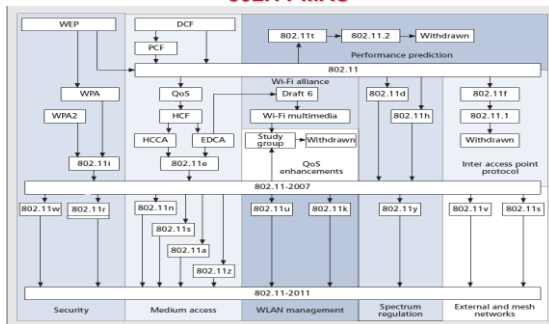 802.11 MAC
WEP
DCF
802.11t
802.11.2
Withdrawn
PCF
Performance prediction
802.11
Wi-Fi alliance
WPA
QoS
Draft 6
802.11d
802.11f
WPA2
HCF
Wi-Fi multimedia
802.11h
802.11.1
HCCA
EDCA
Study
group
Withdrawn
Withdrawn
802.11i
802.11e
QoS
enhancements
Inter access point
protocol
802.11-2007
802.11w
802.11r
802.11n
802.11u
802.11k
802.11y
802.11v
802.11s
802.11s
802.11a
802.11z
802.11-2011
Security
Medium access
WLAN management
Spectrum
regulation
External and mesh
networks